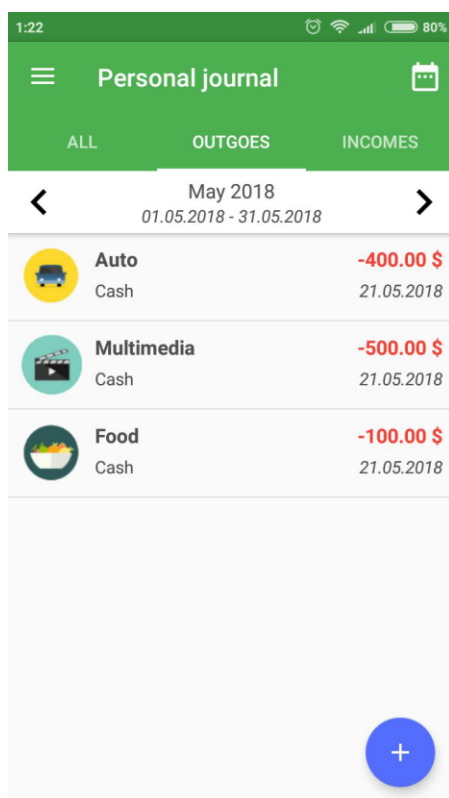 1:22 80%
Personal journal
ALL OUTGOES INCOMES
May 2018
01.05.2018 - 31.05.2018
Auto -400.00 $
Cash 21.05.2018
Multimedia -500.00 $
Cash 21.05.2018
Food -100.00 $
Cash 21.05.2018
+